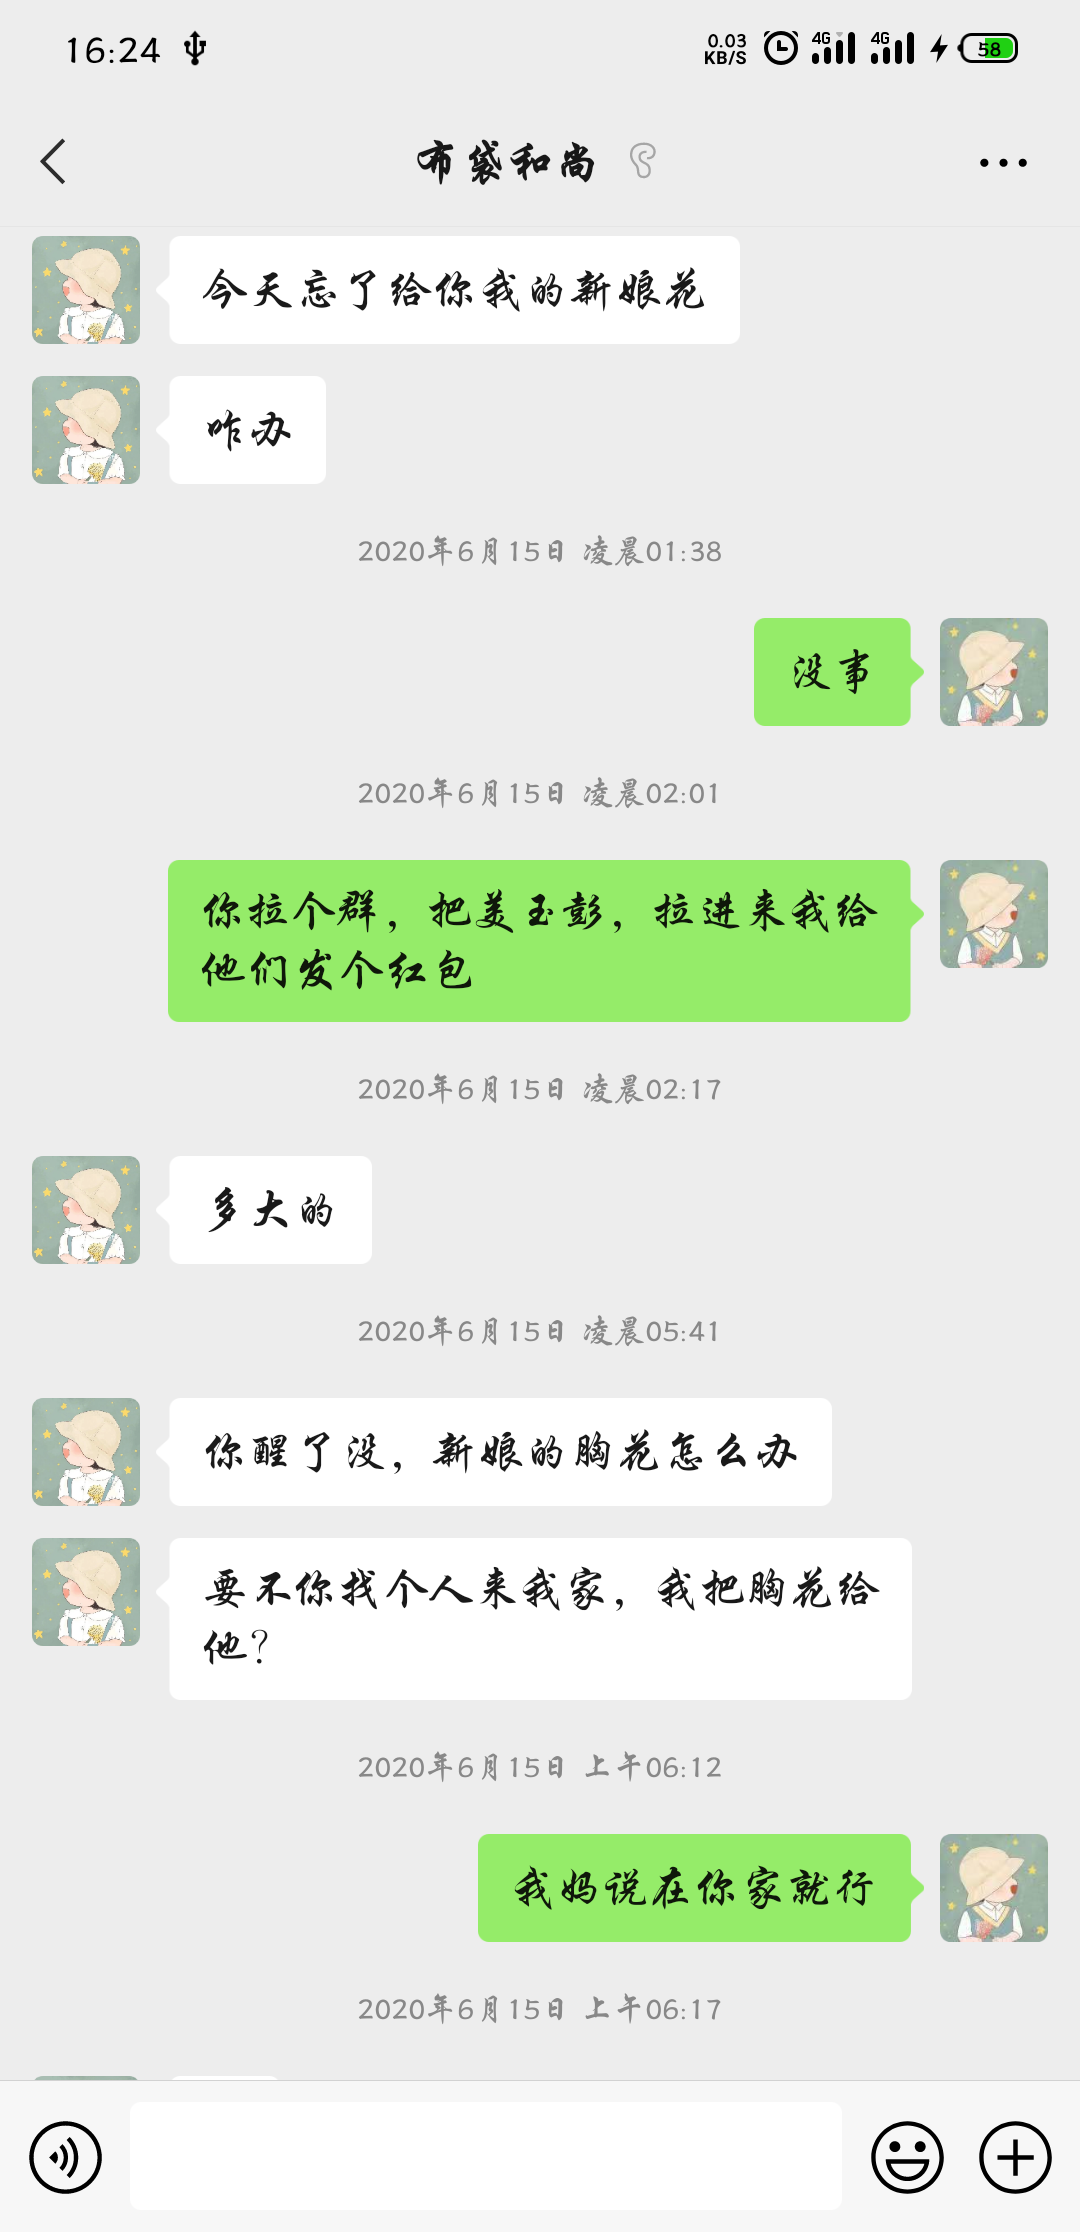 16:24
0.03
KB/S
4G
4G
58
布袋和尚
今天忘了给你我的新娘花
咋办
2020年6月15日 凌晨01:38
没事
2020年6月15日 凌晨02:01
你拉个群，把美玉彭，拉进来我给
他们发个红包
2020年6月15日 凌晨02:17
多大的
2020年6月15日 凌晨05:41
你醒了没，新娘的胸花怎么办
要不你找个人来我家，我把胸花给
他？
2020年6月15日 上午06:12
我妈说在你家就行
2020年6月15日 上午06:17